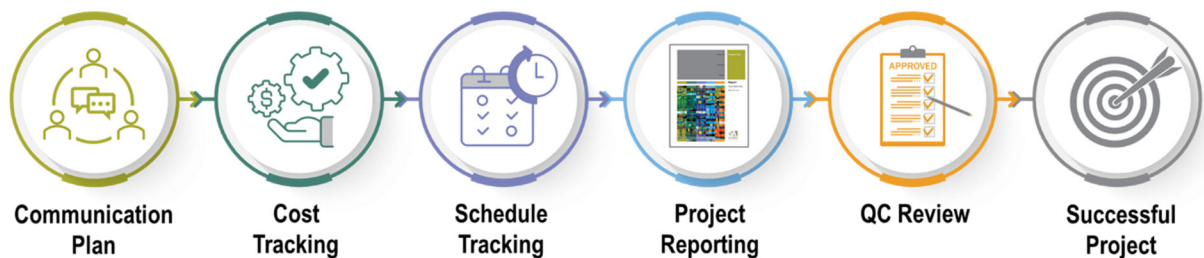 APPROVED
Communication
Plan
Cost
Tracking
Schedule
Tracking
Project
Reporting
QC Review
Successful
Project